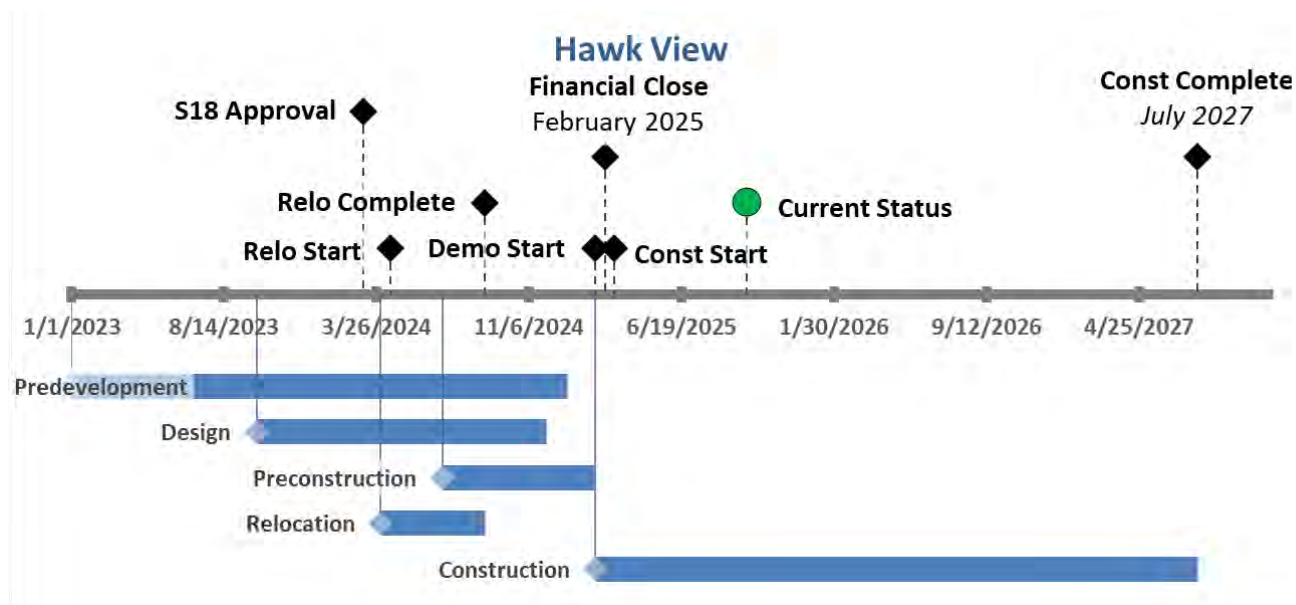 Hawk View
Financial Close
February 2025
Const Complete
July 2027
S18 Approval
Relo Complete
Current Status
Relo Start
Demo Start
Const Start
1/1/2023
8/14/2023
3/26/2024
11/6/2024
6/19/2025
1/30/2026
9/12/2026
4/25/2027
Predevelopment
Design
Preconstruction
Relocation
Construction